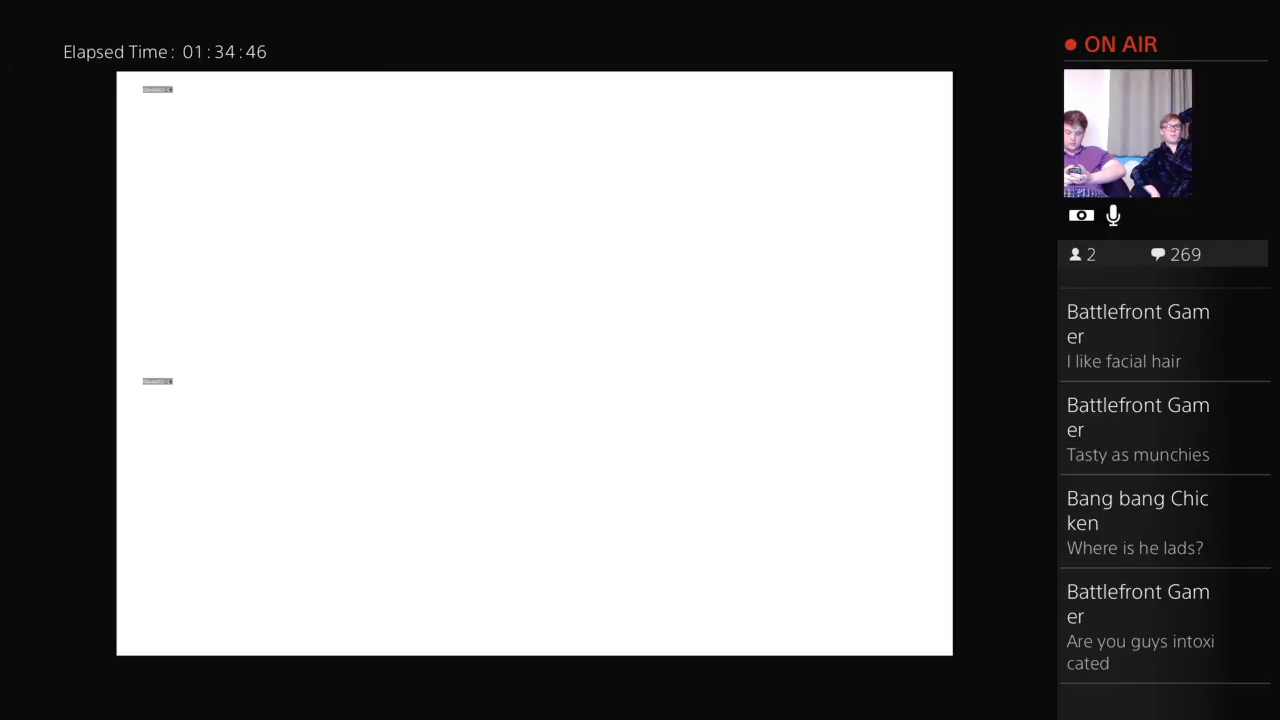 Elapsed Time: 01:34:46
ON AIR
2
269
Battlefront Gam
er
I like facial hair
Battlefront Gam
er
Tasty as munchies
Bang bang Chic
ken
Where is he lads?
Battlefront Gam
er
Are you guys intoxi
cated